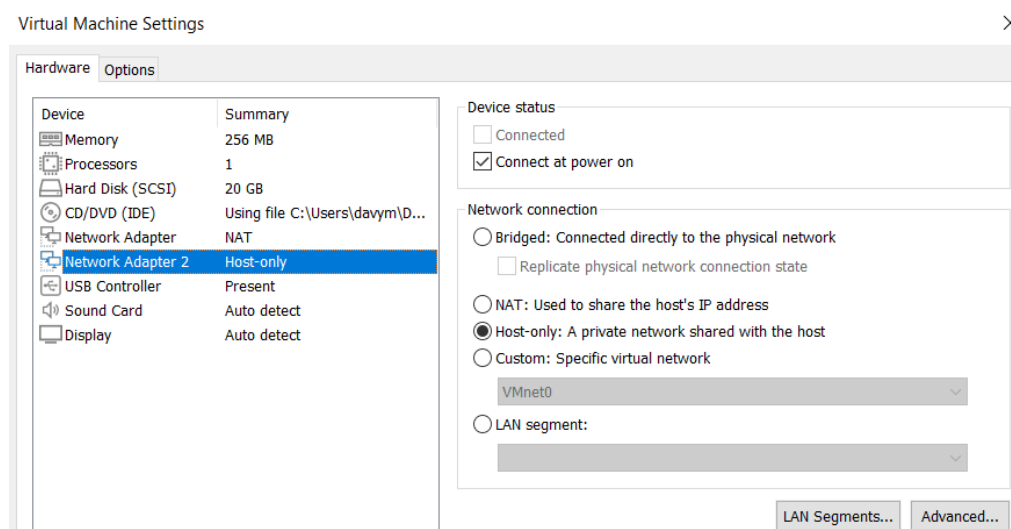 Virtual Machine Settings
Hardware Options
Device Summary
Memory 256 MB
Processors 1
Hard Disk (SCSI) 20 GB
CD/DVD (IDE) Using file C:\Users\davym\D...
Network Adapter NAT
Network Adapter 2 Host-only
USB Controller Present
Sound Card Auto detect
Display Auto detect
Device status
Connected
Connect at power on
Network connection
Bridged: Connected directly to the physical network
Replicate physical network connection state
NAT: Used to share the host's IP address
Host-only: A private network shared with the host
Custom: Specific virtual network
VMnet0
LAN segment:
LAN Segments... Advanced...